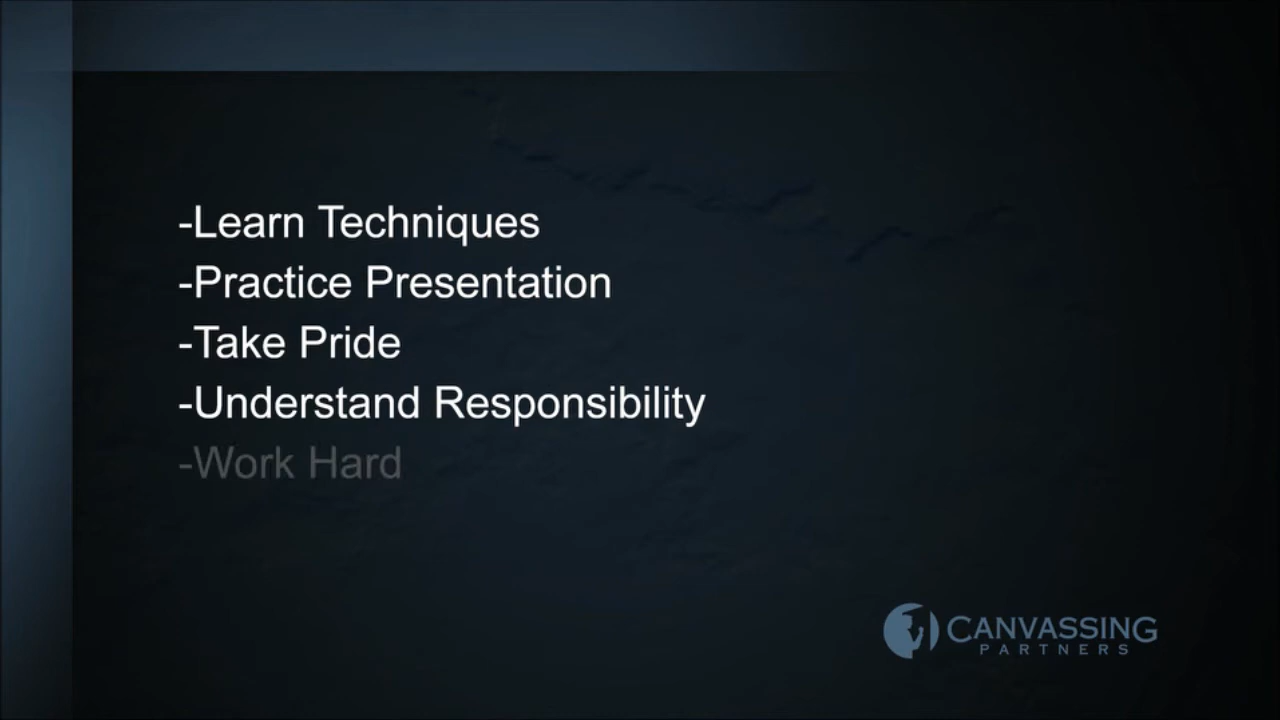 -Learn Techniques
-Practice Presentation
-Take Pride
-Understand Responsibility
-Work Hard
CANVASSING
PARTNERS